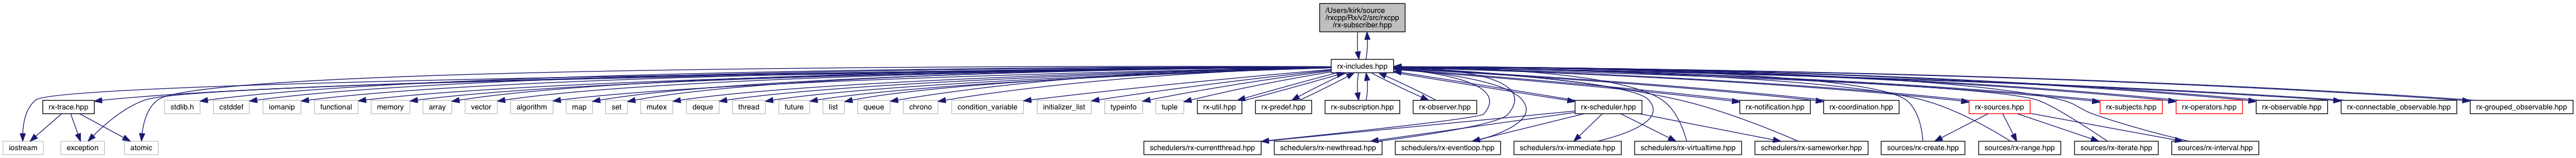 /Users/kirk/source
/rxcpp/Rx/v2/src/rxcpp
/rx-subscriber.hpp
rx-includes.hpp
rx-trace.hpp
stdlib.h
cstddef
iomanip
functional
memory
array
vector
algorithm
map
set
mutex
deque
thread
future
list
queue
chrono
condition_variable
initializer_list
typeinfo
tuple
rx-util.hpp
rx-predef.hpp
rx-subscription.hpp
rx-observer.hpp
rx-scheduler.hpp
rx-notification.hpp
rx-coordination.hpp
rx-sources.hpp
rx-subjects.hpp
rx-operators.hpp
rx-observable.hpp
rx-connectable_observable.hpp
rx-grouped_observable.hpp
iostream
exception
atomic
schedulers/rx-currentthread.hpp
schedulers/rx-newthread.hpp
schedulers/rx-eventloop.hpp
schedulers/rx-immediate.hpp
schedulers/rx-virtualtime.hpp
schedulers/rx-sameworker.hpp
sources/rx-create.hpp
sources/rx-range.hpp
sources/rx-iterate.hpp
sources/rx-interval.hpp